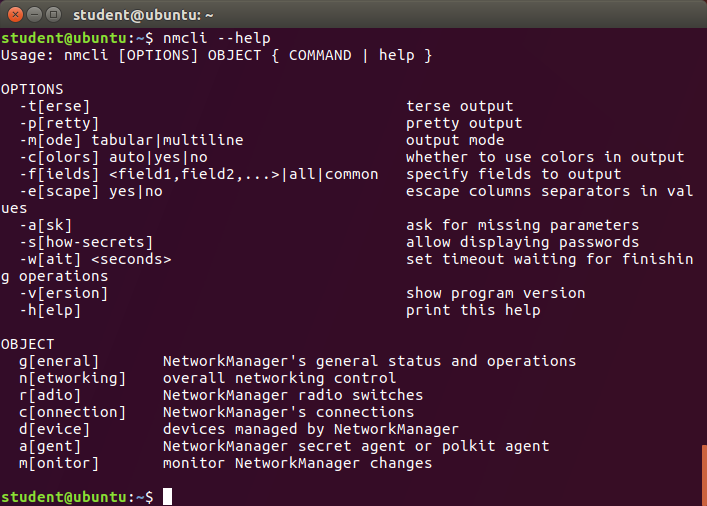 student@ubuntu: ~
student@ubuntu:~$ nmcli --help
Usage: nmcli [OPTIONS] OBJECT { COMMAND | help }

OPTIONS
  -t[erse]                                   terse output
  -p[retty]                                  pretty output
  -m[ode] tabular|multiline                  output mode
  -c[olors] auto|yes|no                      whether to use colors in output
  -f[ields] <field1,field2,...>|all|common   specify fields to output
  -e[scape] yes|no                           escape columns separators in val
ues
  -a[sk]                                     ask for missing parameters
  -s[how-secrets]                            allow displaying passwords
  -w[ait] <seconds>                          set timeout waiting for finishin
g operations
  -v[ersion]                                 show program version
  -h[elp]                                    print this help

OBJECT
  g[eneral]       NetworkManager's general status and operations
  n[etworking]    overall networking control
  r[adio]         NetworkManager radio switches
  c[onnection]    NetworkManager's connections
  d[evice]        devices managed by NetworkManager
  a[gent]         NetworkManager secret agent or polkit agent
  m[onitor]       monitor NetworkManager changes

student@ubuntu:~$